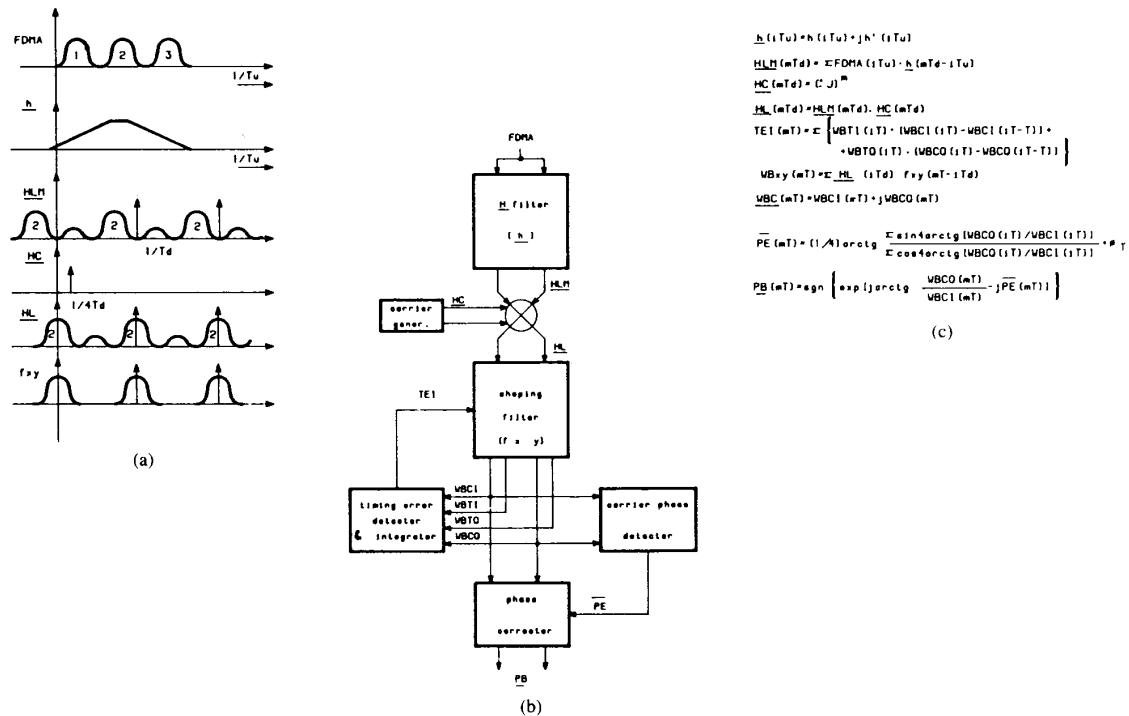 FDMA
1 2 3
1/Tu
h
1/Tu
HLM
2 2 2
1/Td
HC
1/4Td
HL
2 2 2
fxy
(a)
FDMA
H filter
(h)
HLM
HC
carrier
gener.
HL
TEI
shaping
filter
(f x y)
WBCI
WBTI
WBTQ
WBCQ
timing error
detector
& integrator
carrier phase
detector
phase
corrector
PE
PB
(b)
h(iTu)=h(iTu)+jh'(iTu)
HLM(mTd)= ΣFDMA(iTu)·h(mTd-iTu)
HL(mTd)=HLM(mTd).HC(mTd)
TEI(mT)=Σ{WBTI(iT)·(WBCI(iT)-WBCI(iT-T))+
+WBTQ(iT).(WBCQ(iT)-WBCQ(iT-T))}
WBxy(mT)=Σ HL (iTd) fxy(mT-iTd)
WBC(mT)=WBCI(mT)+jWBCQ(mT)
PE(mT)=(1/4)arctg Σsin4arctg(WBCQ(iT)/WBCI(iT))
Σcos4arctg(WBCQ(iT)/WBCI(iT))
PB(mT)=sgn {exp(jarctg WBCQ(mT)/WBCI(mT) -jPE(mT))}
(c)